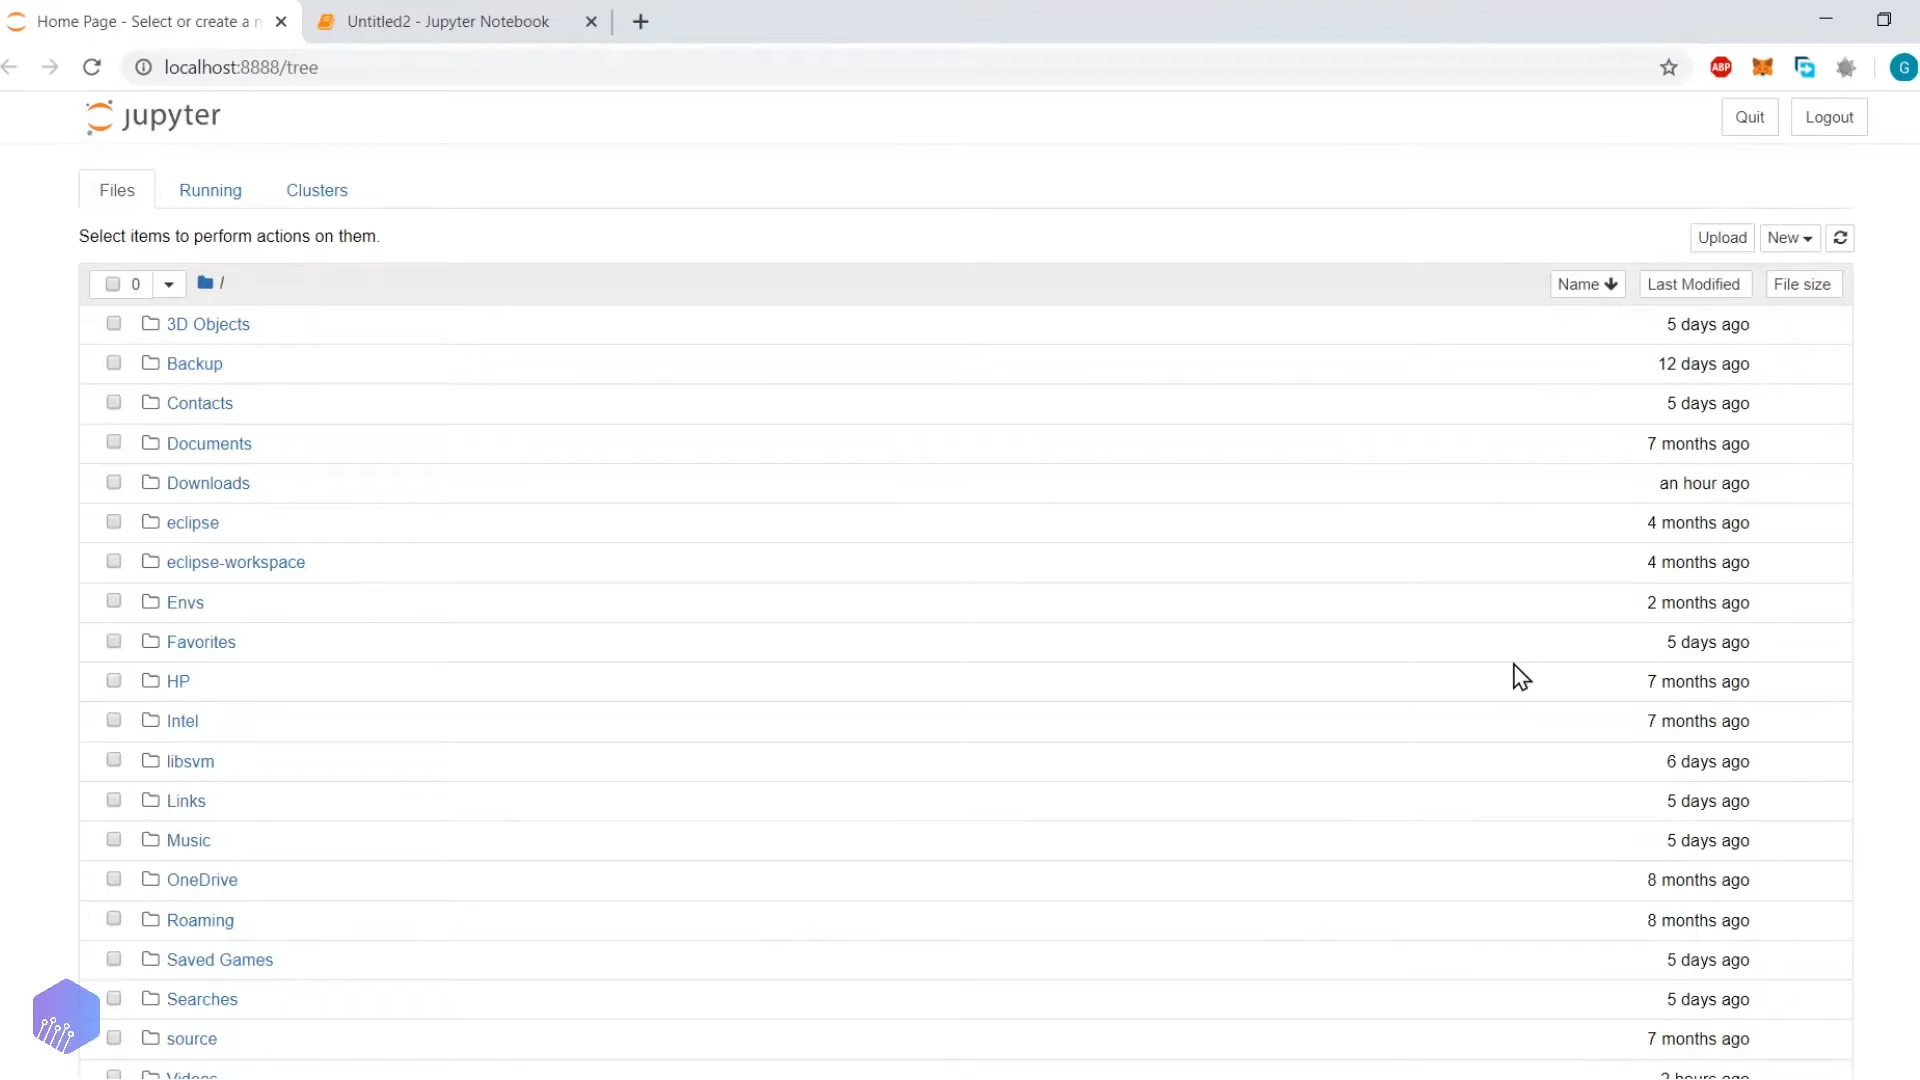 Home Page - Select or create a n
Untitled2 - Jupyter Notebook
localhost:8888/tree
ABP
G
jupyter
Quit
Logout
Files
Running
Clusters
Select items to perform actions on them.
Upload
New
0
/
Name
Last Modified
File size
3D Objects 5 days ago
Backup 12 days ago
Contacts 5 days ago
Documents 7 months ago
Downloads an hour ago
eclipse 4 months ago
eclipse-workspace 4 months ago
Envs 2 months ago
Favorites 5 days ago
HP 7 months ago
Intel 7 months ago
libsvm 6 days ago
Links 5 days ago
Music 5 days ago
OneDrive 8 months ago
Roaming 8 months ago
Saved Games 5 days ago
Searches 5 days ago
source 7 months ago
Videos 2 hours ago